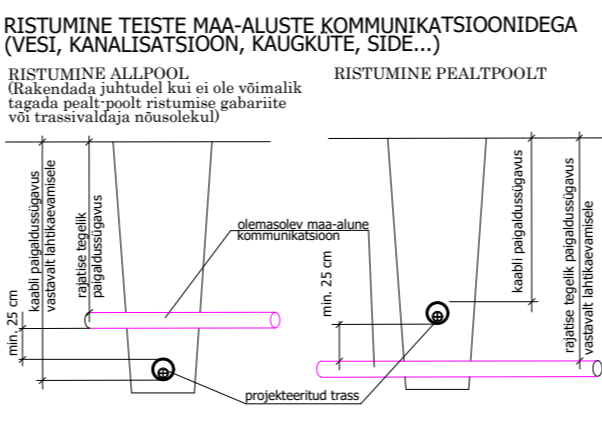 RISTUMINE TEISTE MAA-ALUSTE KOMMUNIKATSIOONIDEGA
(VESI, KANALISATSIOON, KAUGKÜTE, SIDE...)
RISTUMINE ALLPOOL
(Rakendada juhtudel kui ei ole võimalik
tagada pealt-poolt ristumise gabariite
või trassivaldaja nõusolekul)
RISTUMINE PEALTPOOLT
min. 25 cm
kaabli paigaldussügavus
vastavalt lahtikaevamisele
rajatise tegelik
paigaldussügavus
olemasolev maa-alune
kommunikatsioon
projekteeritud trass
min. 25 cm
kaabli paigaldussügavus
rajatise tegelik paigaldussügavus
vastavalt lahtikaevamisele